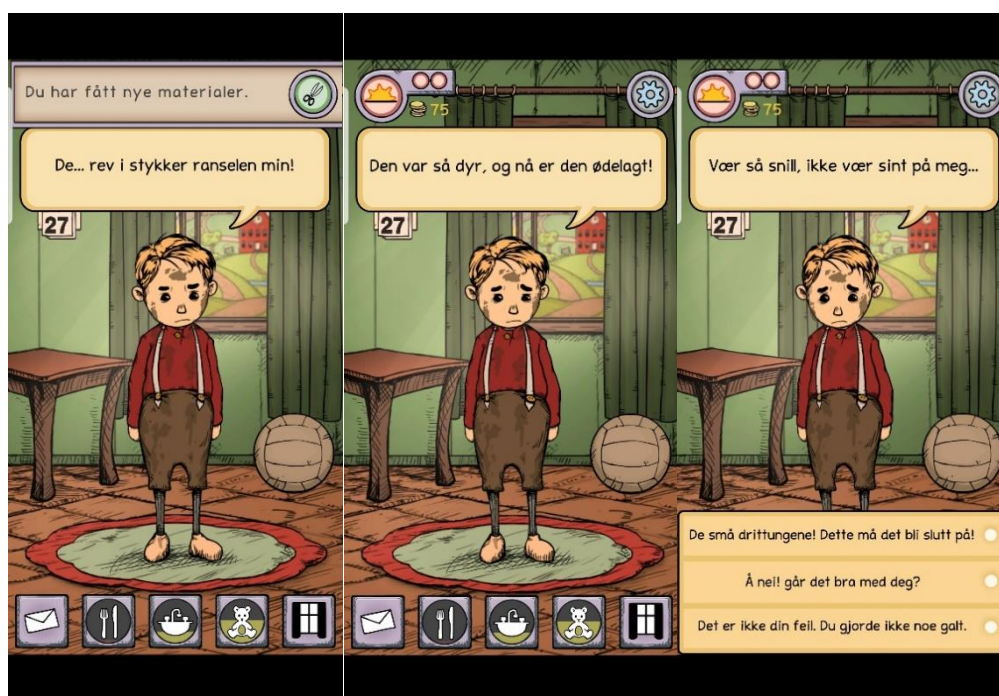 Du har fått nye materialer.
De... rev i stykker ranselen min!
27
75
Den var så dyr, og nå er den ødelagt!
27
75
Vær så snill, ikke vær sint på meg...
27
De små drittungene! Dette må det bli slutt på!
Å nei! går det bra med deg?
Det er ikke din feil. Du gjorde ikke noe galt.